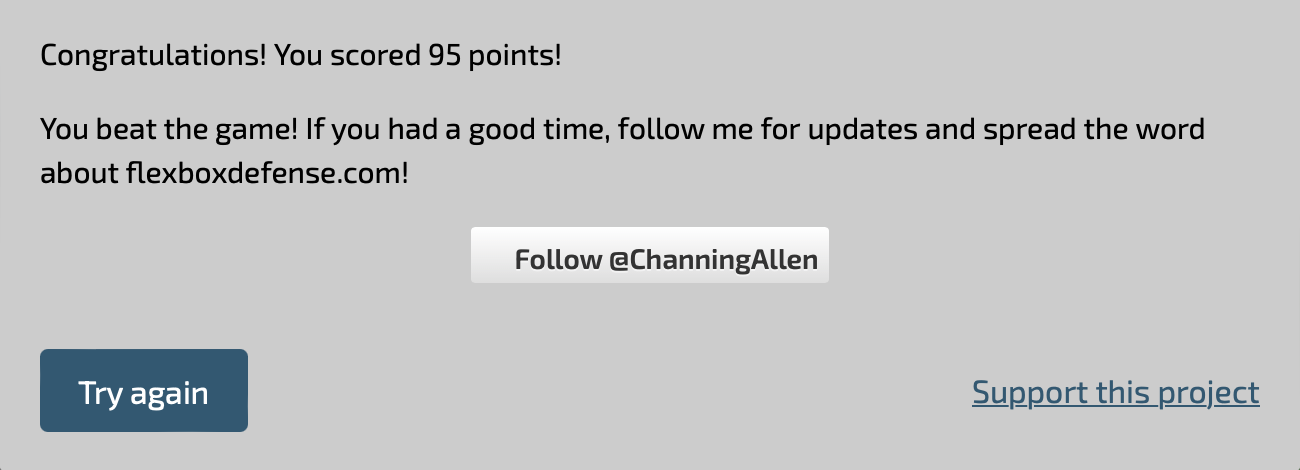 Congratulations! You scored 95 points!
You beat the game! If you had a good time, follow me for updates and spread the word
about flexboxdefense.com!
Follow @ChanningAllen
Try again
Support this project